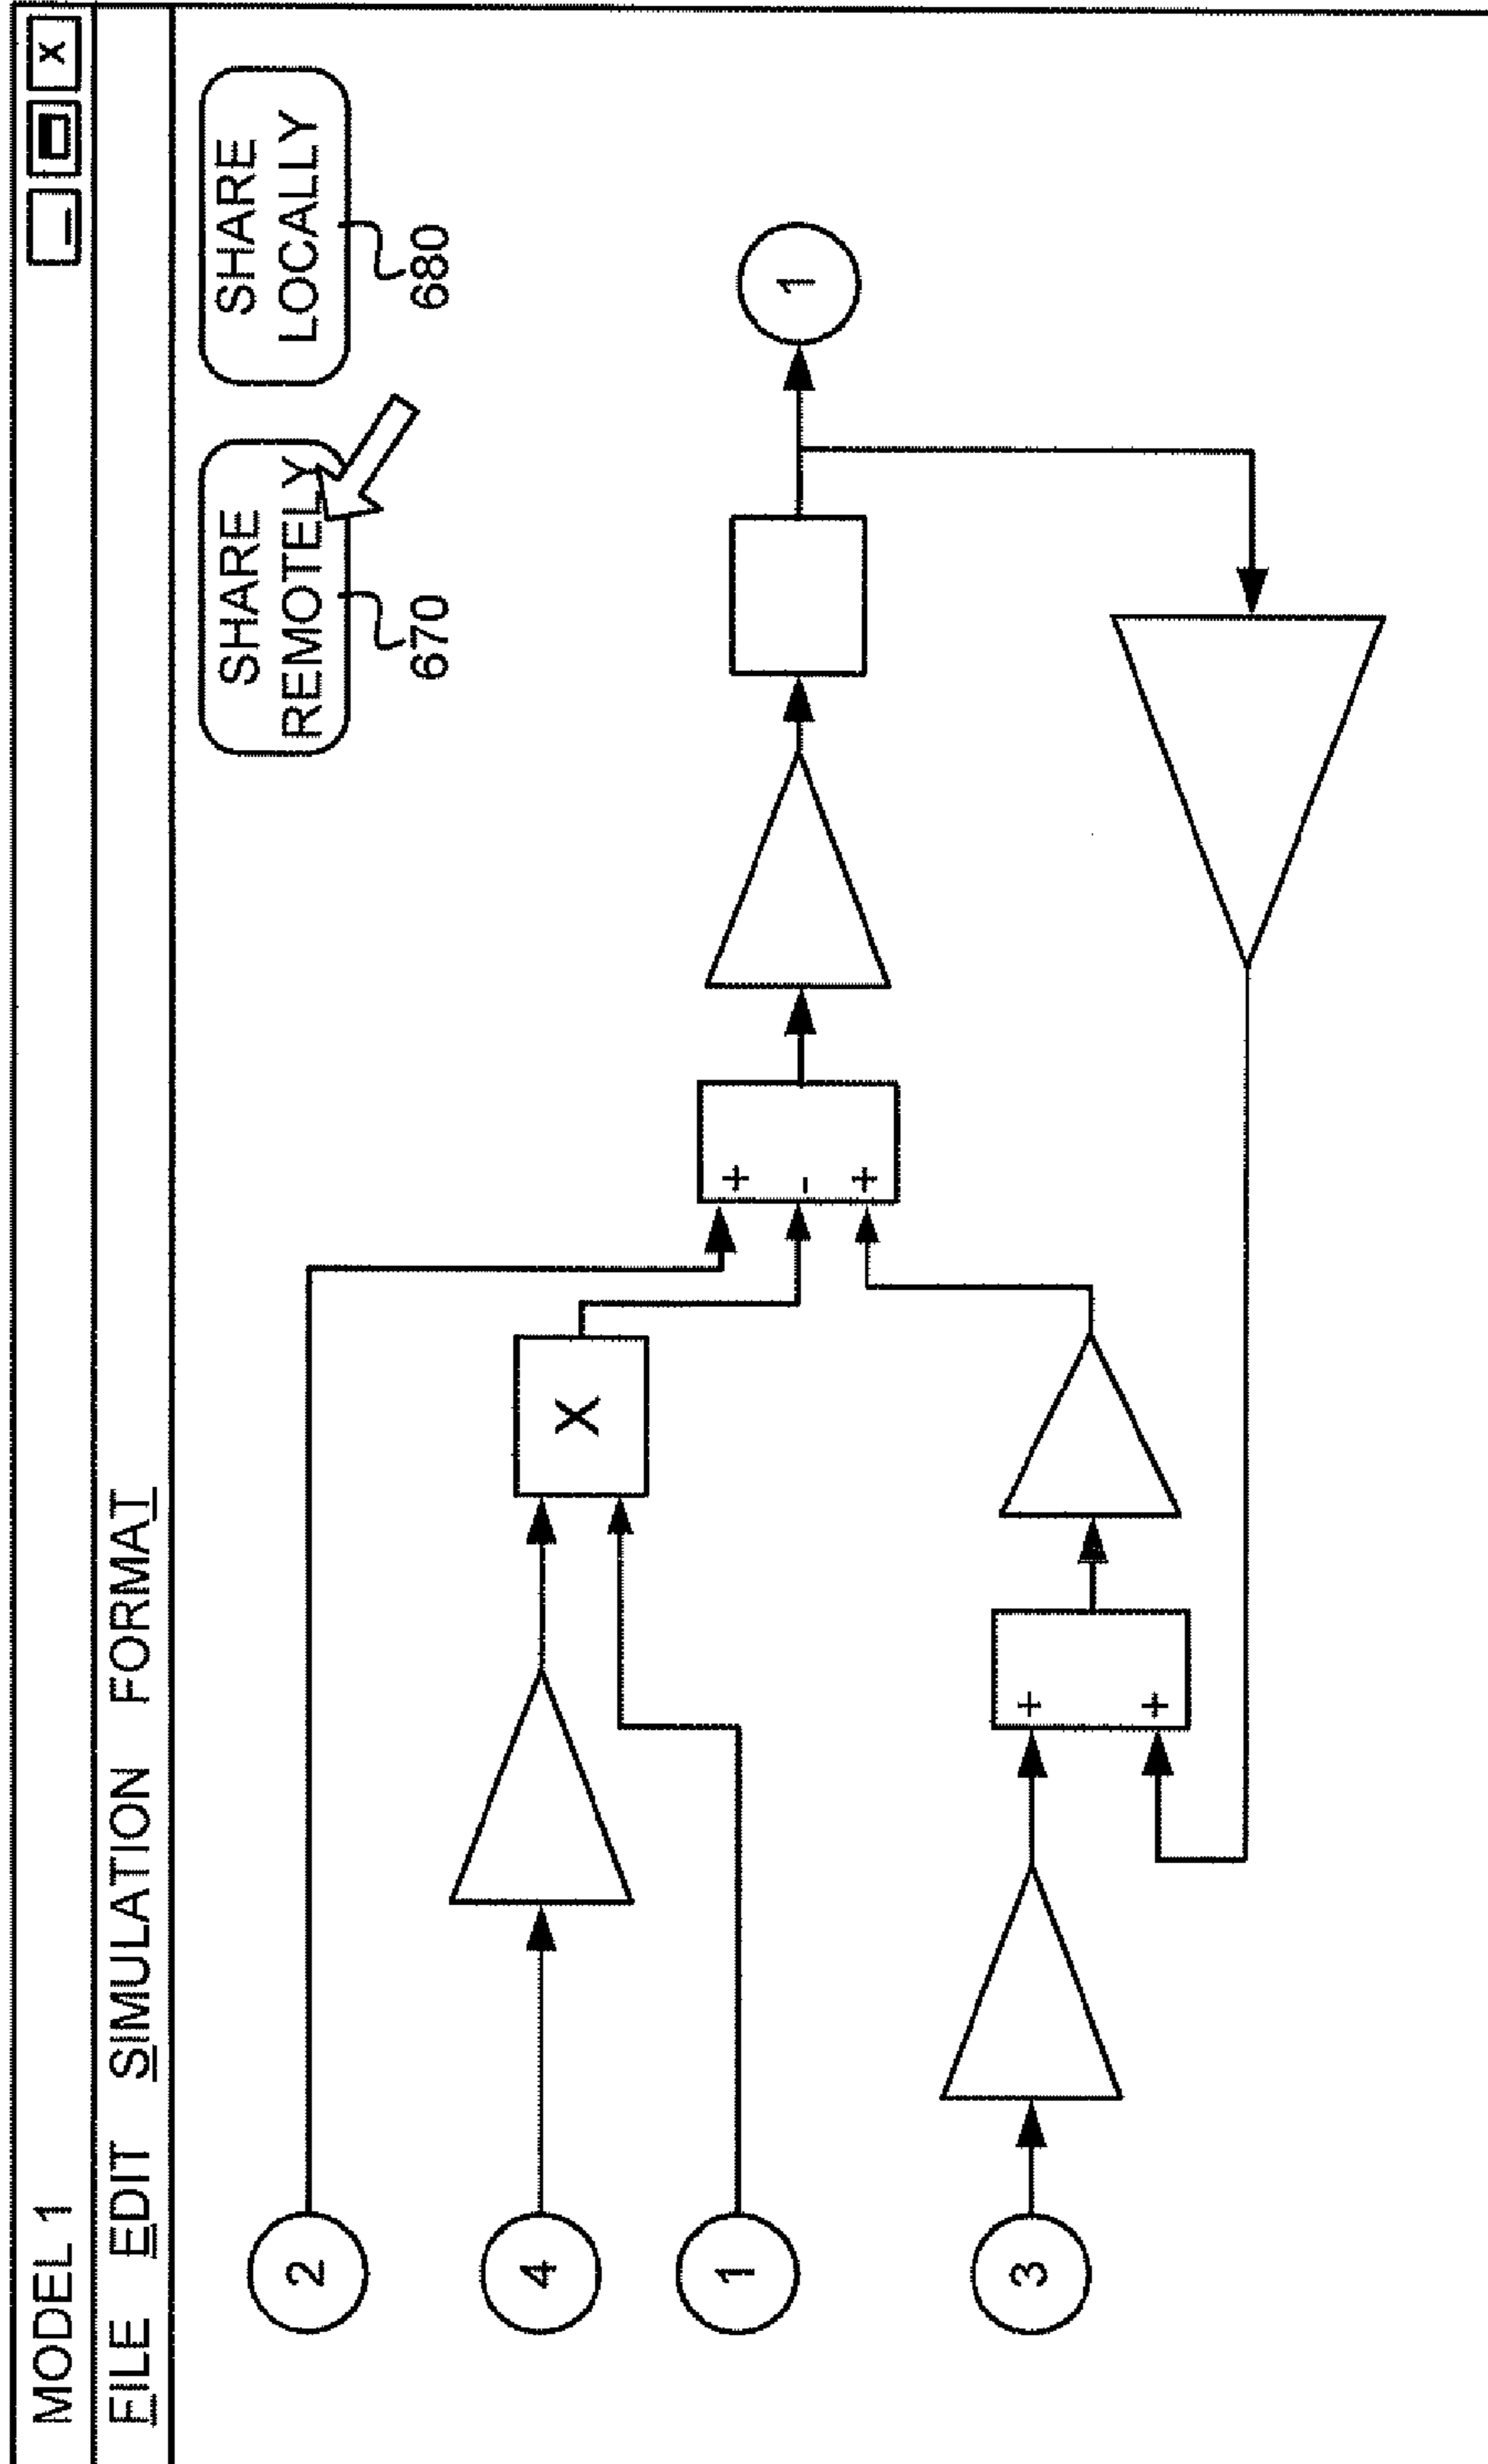 MODEL 1
_ X
FILE EDIT SIMULATION FORMAT
SHARE
REMOTELY
670
SHARE
LOCALLY
680
2
4
X
1
+
-
+
1
3
+
+